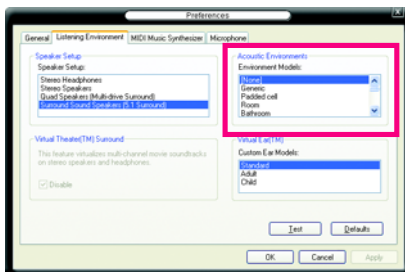 Preferences
General
Listening Environment
MIDI Music Synthesizer
Microphone
Speaker Setup
Speaker Setup:
Stereo Headphones
Stereo Speakers
Quad Speakers (Multi-drive Surround)
Surround Sound Speakers (5.1 Surround)
Acoustic Environments
Environment Models:
[None]
Generic
Padded cell
Room
Bathroom
Virtual Theater(TM) Surround
This feature virtualizes multi-channel movie soundtracks
on stereo speakers and headphones.
Disable
Virtual Ear(TM)
Custom Ear Models:
Standard
Adult
Child
Test
Defaults
OK
Cancel
Apply